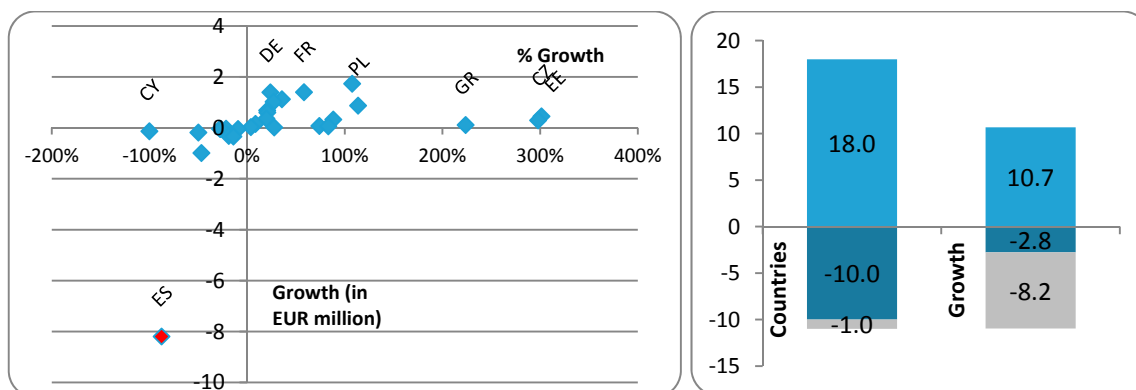 4
2
0
-2
-4
-6
-8
-10
-200%
-100%
0%
100%
200%
300%
400%
CY
DE
FR
PL
GR
CZ
EE
ES
% Growth
Growth (in
EUR million)
20
15
10
5
0
-5
-10
-15
18.0
-10.0
-1.0
Countries
10.7
-2.8
-8.2
Growth